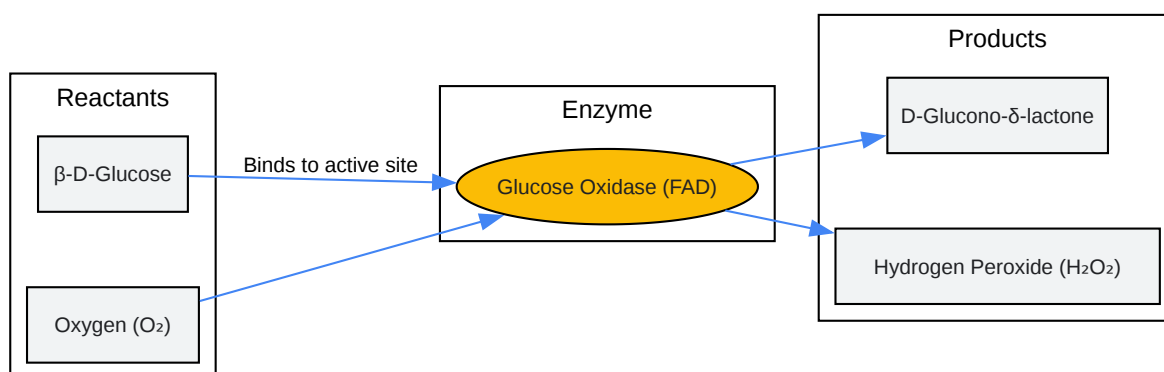 Reactants
β-D-Glucose
Oxygen (O₂)
Binds to active site
Enzyme
Glucose Oxidase (FAD)
Products
D-Glucono-δ-lactone
Hydrogen Peroxide (H₂O₂)